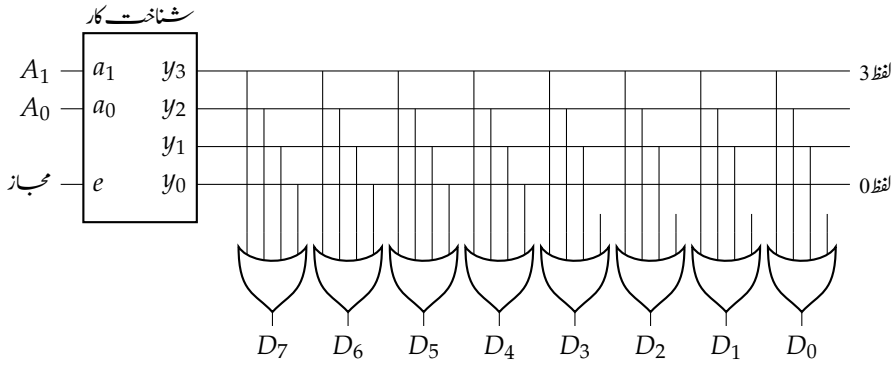 شناخت کار
A1 a1 y3 لفظ 3
A0 a0 y2
y1
مجاز e y0 لفظ 0
D7 D6 D5 D4 D3 D2 D1 D0